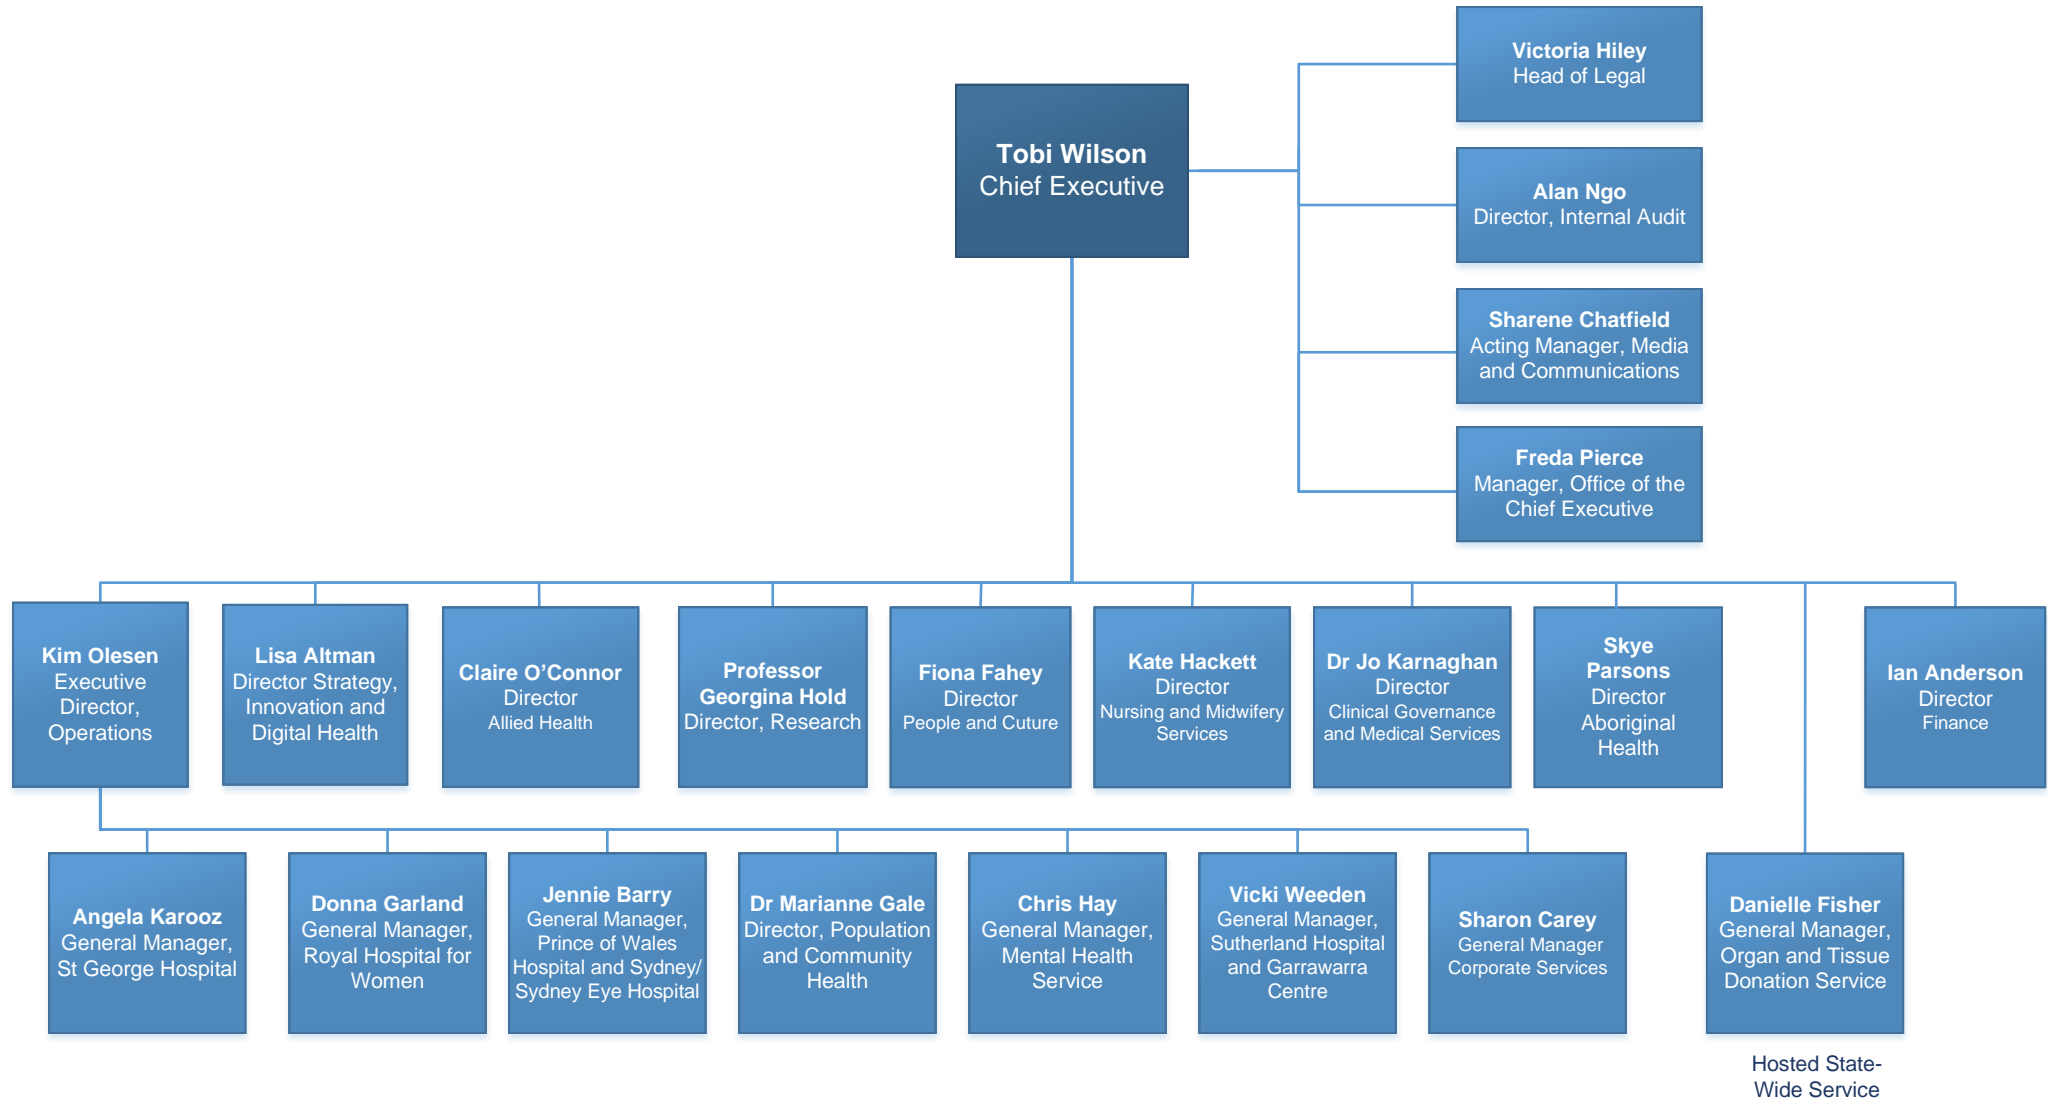 Victoria Hiley
Head of Legal
Tobi Wilson
Chief Executive
Alan Ngo
Director, Internal Audit
Sharene Chatfield
Acting Manager, Media
and Communications
Freda Pierce
Manager, Office of the
Chief Executive
Kim Olesen
Executive
Director,
Operations
Lisa Altman
Director Strategy,
Innovation and
Digital Health
Claire O’Connor
Director
Allied Health
Professor
Georgina Hold
Director, Research
Fiona Fahey
Director
People and Cuture
Kate Hackett
Director
Nursing and Midwifery
Services
Dr Jo Karnaghan
Director
Clinical Governance
and Medical Services
Skye
Parsons
Director
Aboriginal
Health
Ian Anderson
Director
Finance
Angela Karooz
General Manager,
St George Hospital
Donna Garland
General Manager,
Royal Hospital for
Women
Jennie Barry
General Manager,
Prince of Wales
Hospital and Sydney/
Sydney Eye Hospital
Dr Marianne Gale
Director, Population
and Community
Health
Chris Hay
General Manager,
Mental Health
Service
Vicki Weeden
General Manager,
Sutherland Hospital
and Garrawarra
Centre
Sharon Carey
General Manager
Corporate Services
Danielle Fisher
General Manager,
Organ and Tissue
Donation Service
Hosted State-
Wide Service